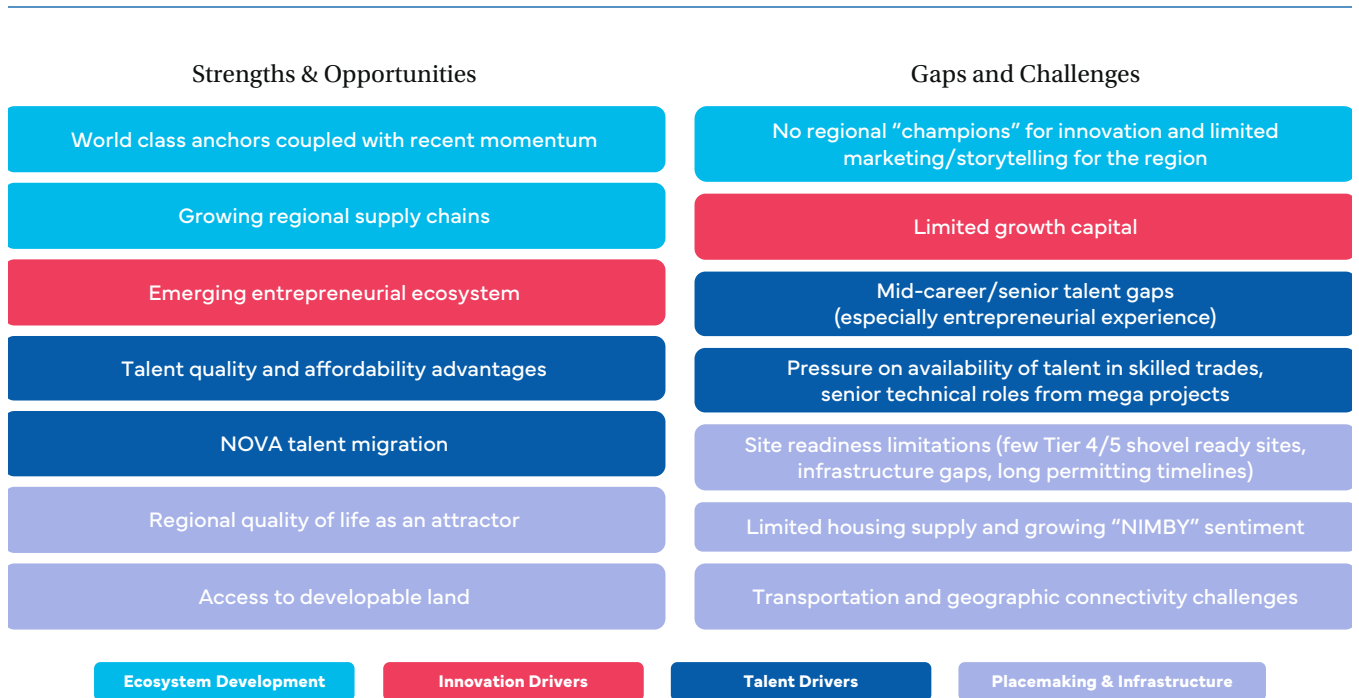 Strengths & Opportunities
World class anchors coupled with recent momentum
Growing regional supply chains
Emerging entrepreneurial ecosystem
Talent quality and affordability advantages
NOVA talent migration
Regional quality of life as an attractor
Access to developable land
Gaps and Challenges
No regional “champions” for innovation and limited
marketing/storytelling for the region
Limited growth capital
Mid-career/senior talent gaps
(especially entrepreneurial experience)
Pressure on availability of talent in skilled trades,
senior technical roles from mega projects
Site readiness limitations (few Tier 4/5 shovel ready sites,
infrastructure gaps, long permitting timelines)
Limited housing supply and growing “NIMBY” sentiment
Transportation and geographic connectivity challenges
Ecosystem Development
Innovation Drivers
Talent Drivers
Placemaking & Infrastructure